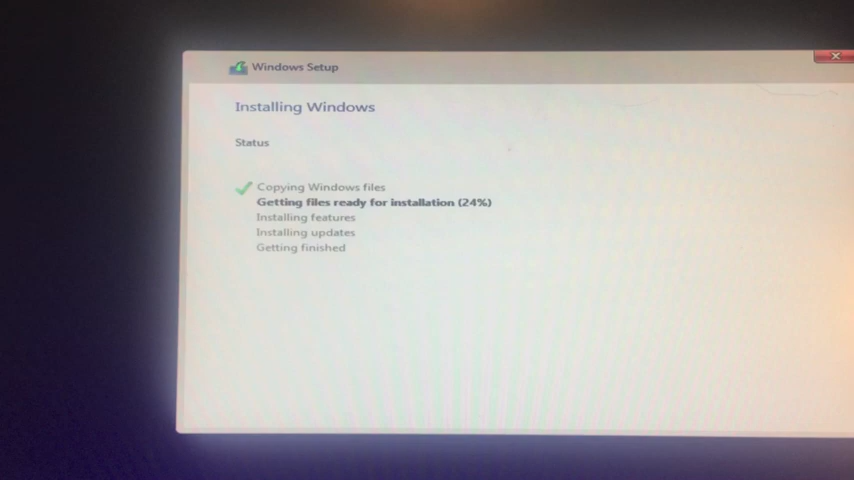 Windows Setup
Installing Windows
Status
Copying Windows files
Getting files ready for installation (24%)
Installing features
Installing updates
Getting finished